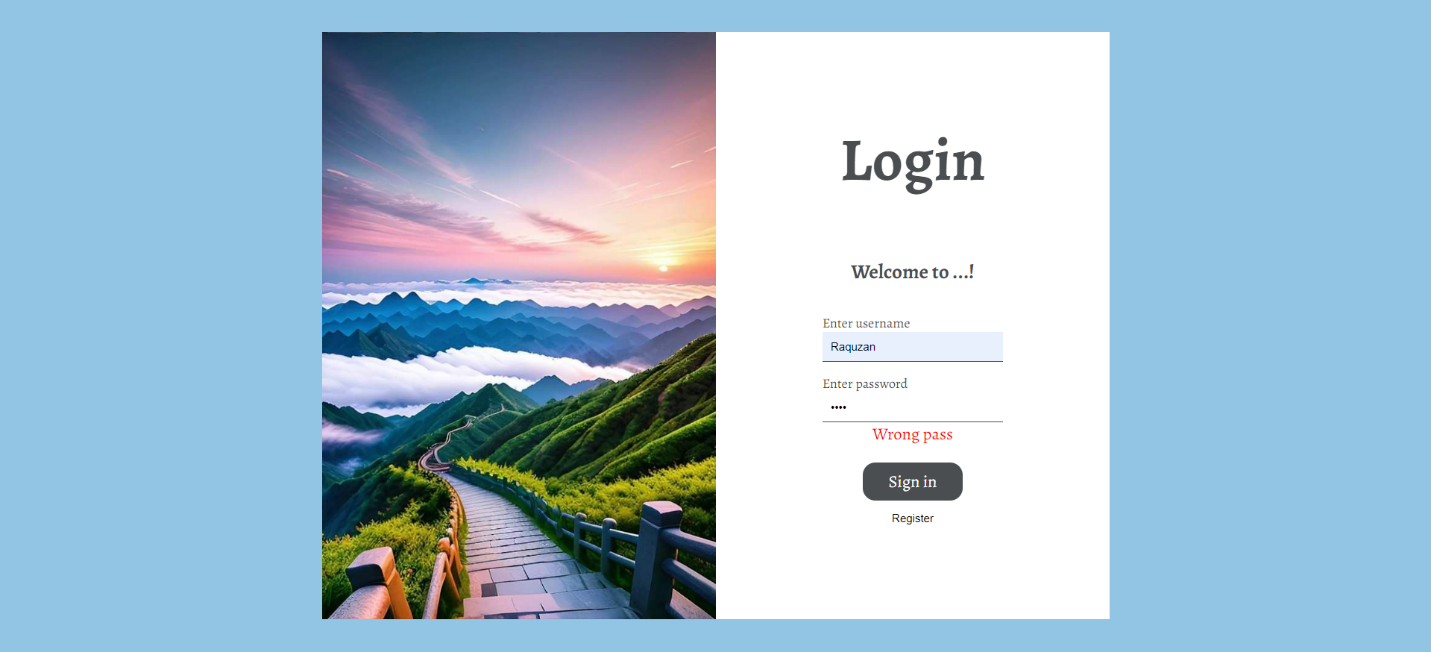 Login
Welcome to ...!
Enter username
Raquzan
Enter password
••••
Wrong pass
Sign in
Register